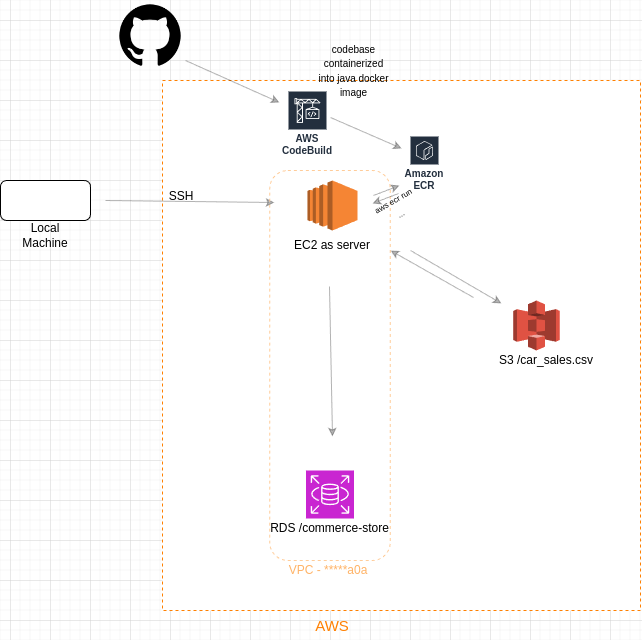 codebase
containerized
into java docker
image
AWS
CodeBuild
Amazon
ECR
SSH
aws ecr run
Local
Machine
EC2 as server
S3 /car_sales.csv
RDS /commerce-store
VPC - *****a0a
AWS